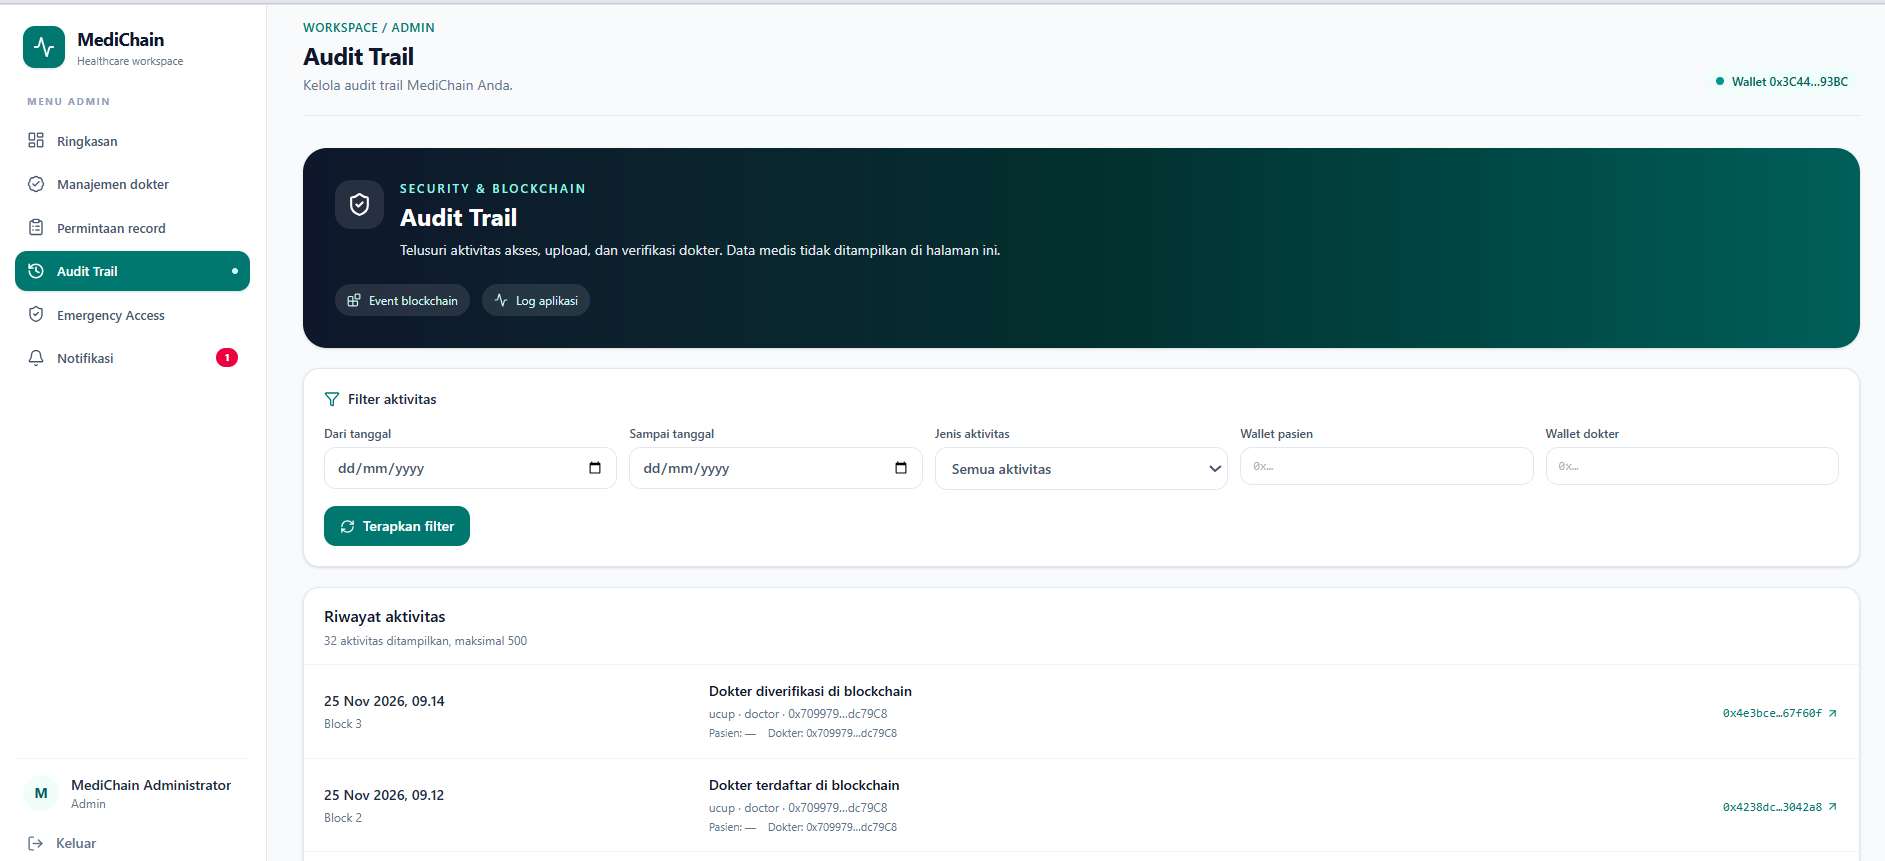 MediChain
Healthcare workspace
MENU ADMIN
Ringkasan
Manajemen dokter
Permintaan record
Audit Trail
Emergency Access
Notifikasi
1
M
MediChain Administrator
Admin
Keluar
WORKSPACE / ADMIN
Audit Trail
Kelola audit trail MediChain Anda.
Wallet 0x3C44...93BC
SECURITY & BLOCKCHAIN
Audit Trail
Telusuri aktivitas akses, upload, dan verifikasi dokter. Data medis tidak ditampilkan di halaman ini.
Event blockchain
Log aplikasi
Filter aktivitas
Dari tanggal
dd/mm/yyyy
Sampai tanggal
dd/mm/yyyy
Jenis aktivitas
Semua aktivitas
Wallet pasien
0x…
Wallet dokter
0x…
Terapkan filter
Riwayat aktivitas
32 aktivitas ditampilkan, maksimal 500
25 Nov 2026, 09.14
Block 3
Dokter diverifikasi di blockchain
ucup · doctor · 0x709979…dc79C8
Pasien: — Dokter: 0x709979…dc79C8
0x4e3bce…67f60f
25 Nov 2026, 09.12
Block 2
Dokter terdaftar di blockchain
ucup · doctor · 0x709979…dc79C8
Pasien: — Dokter: 0x709979…dc79C8
0x4238dc…3042a8